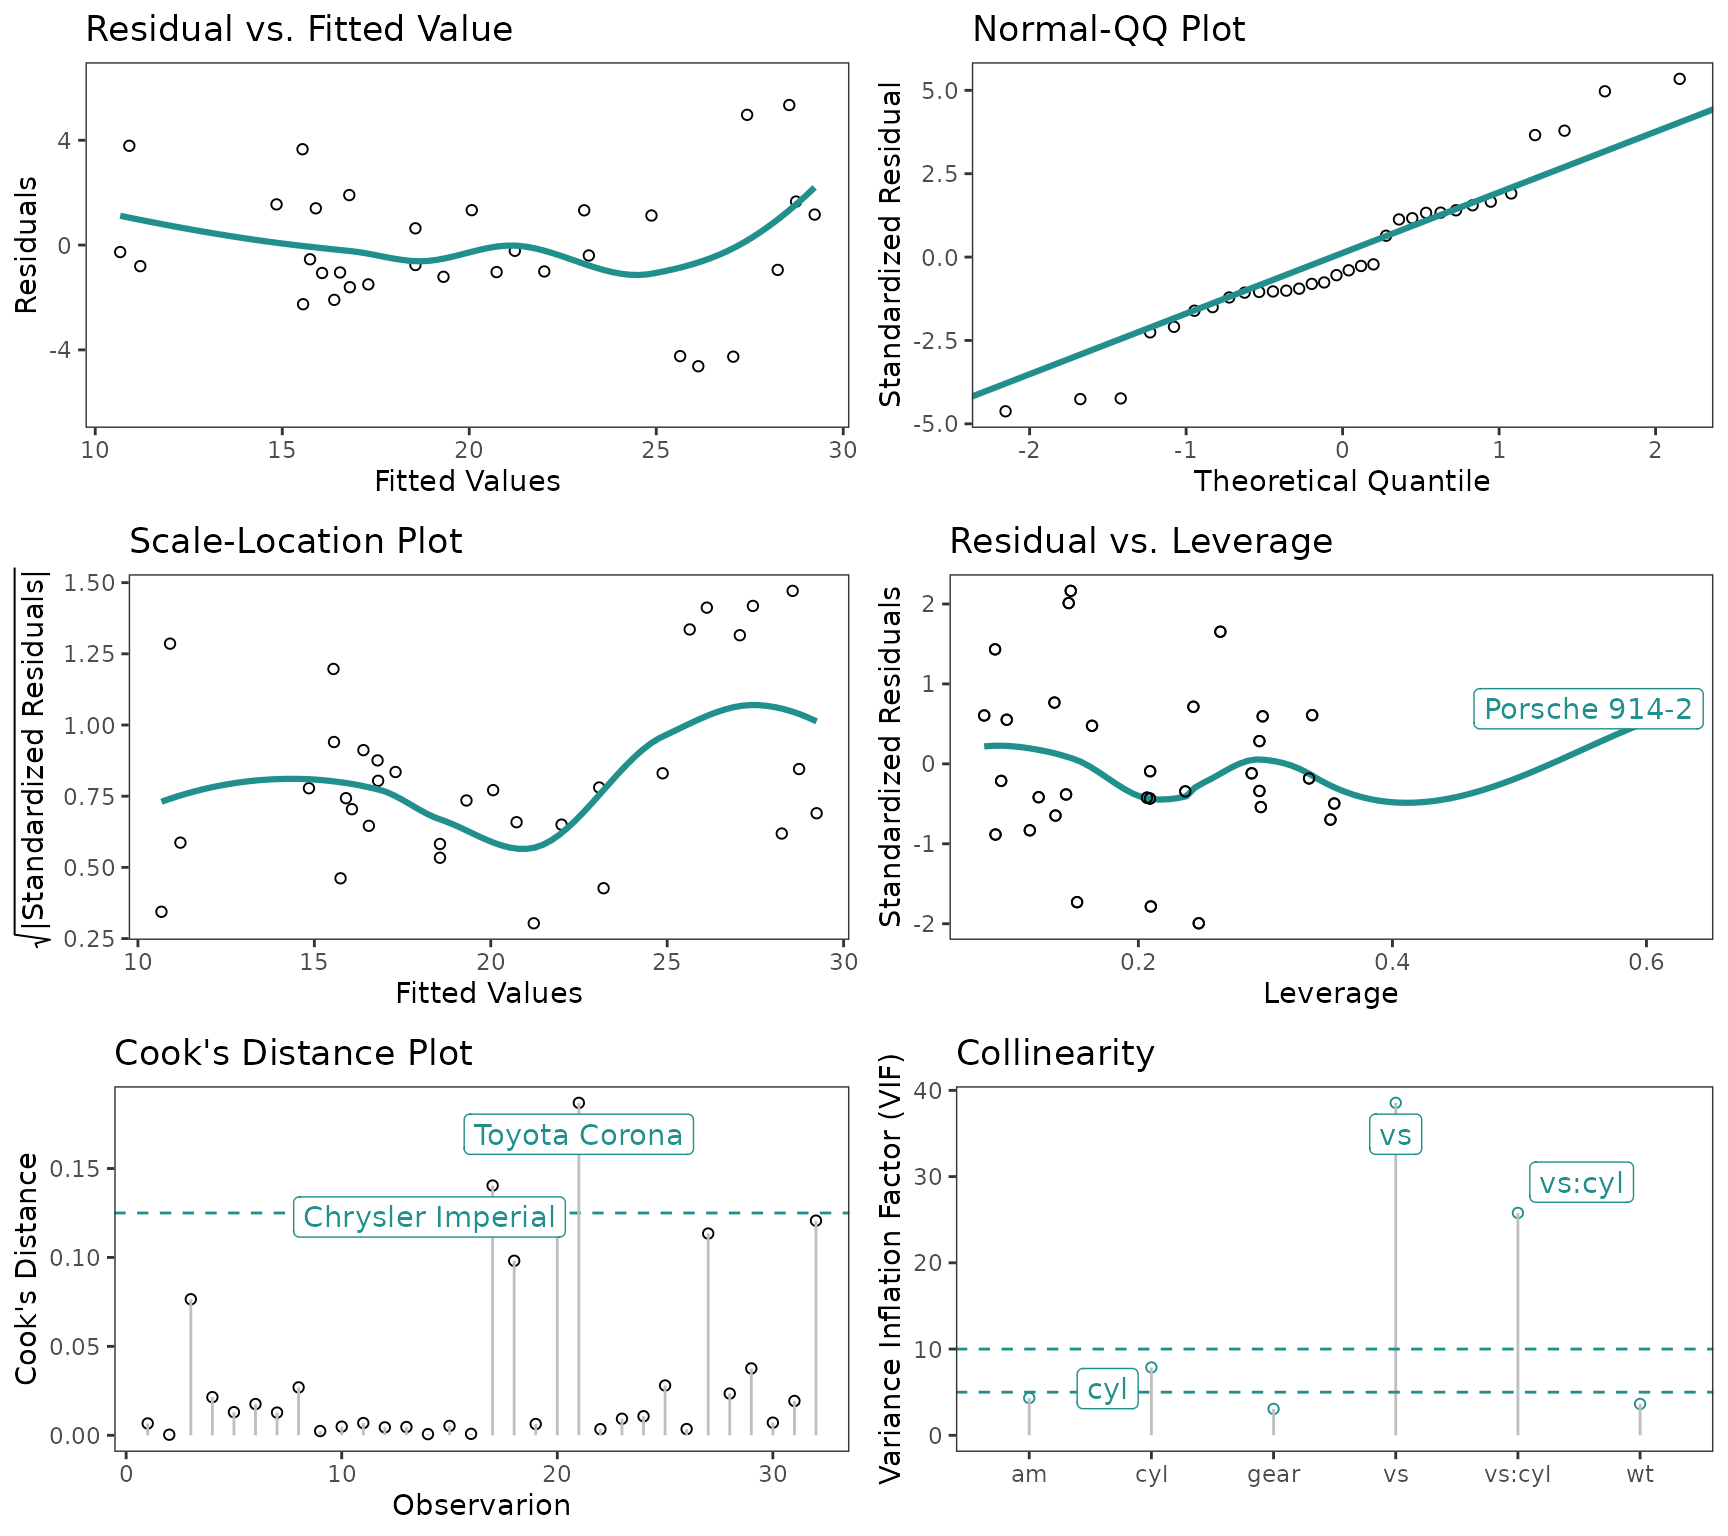 Residual vs. Fitted Value
Residuals
4
0
-4
10 15 20 25 30
Fitted Values
Normal-QQ Plot
Standardized Residual
5.0
2.5
0.0
-2.5
-5.0
-2 -1 0 1 2
Theoretical Quantile
Scale-Location Plot
√|Standardized Residuals|
1.50
1.25
1.00
0.75
0.50
0.25
10 15 20 25 30
Fitted Values
Residual vs. Leverage
Standardized Residuals
2
1
0
-1
-2
Porsche 914-2
0.2 0.4 0.6
Leverage
Cook's Distance Plot
Cook's Distance
0.15
0.10
0.05
0.00
Toyota Corona
Chrysler Imperial
0 10 20 30
Observarion
Collinearity
Variance Inflation Factor (VIF)
40
30
20
10
0
vs
vs:cyl
cyl
am cyl gear vs vs:cyl wt